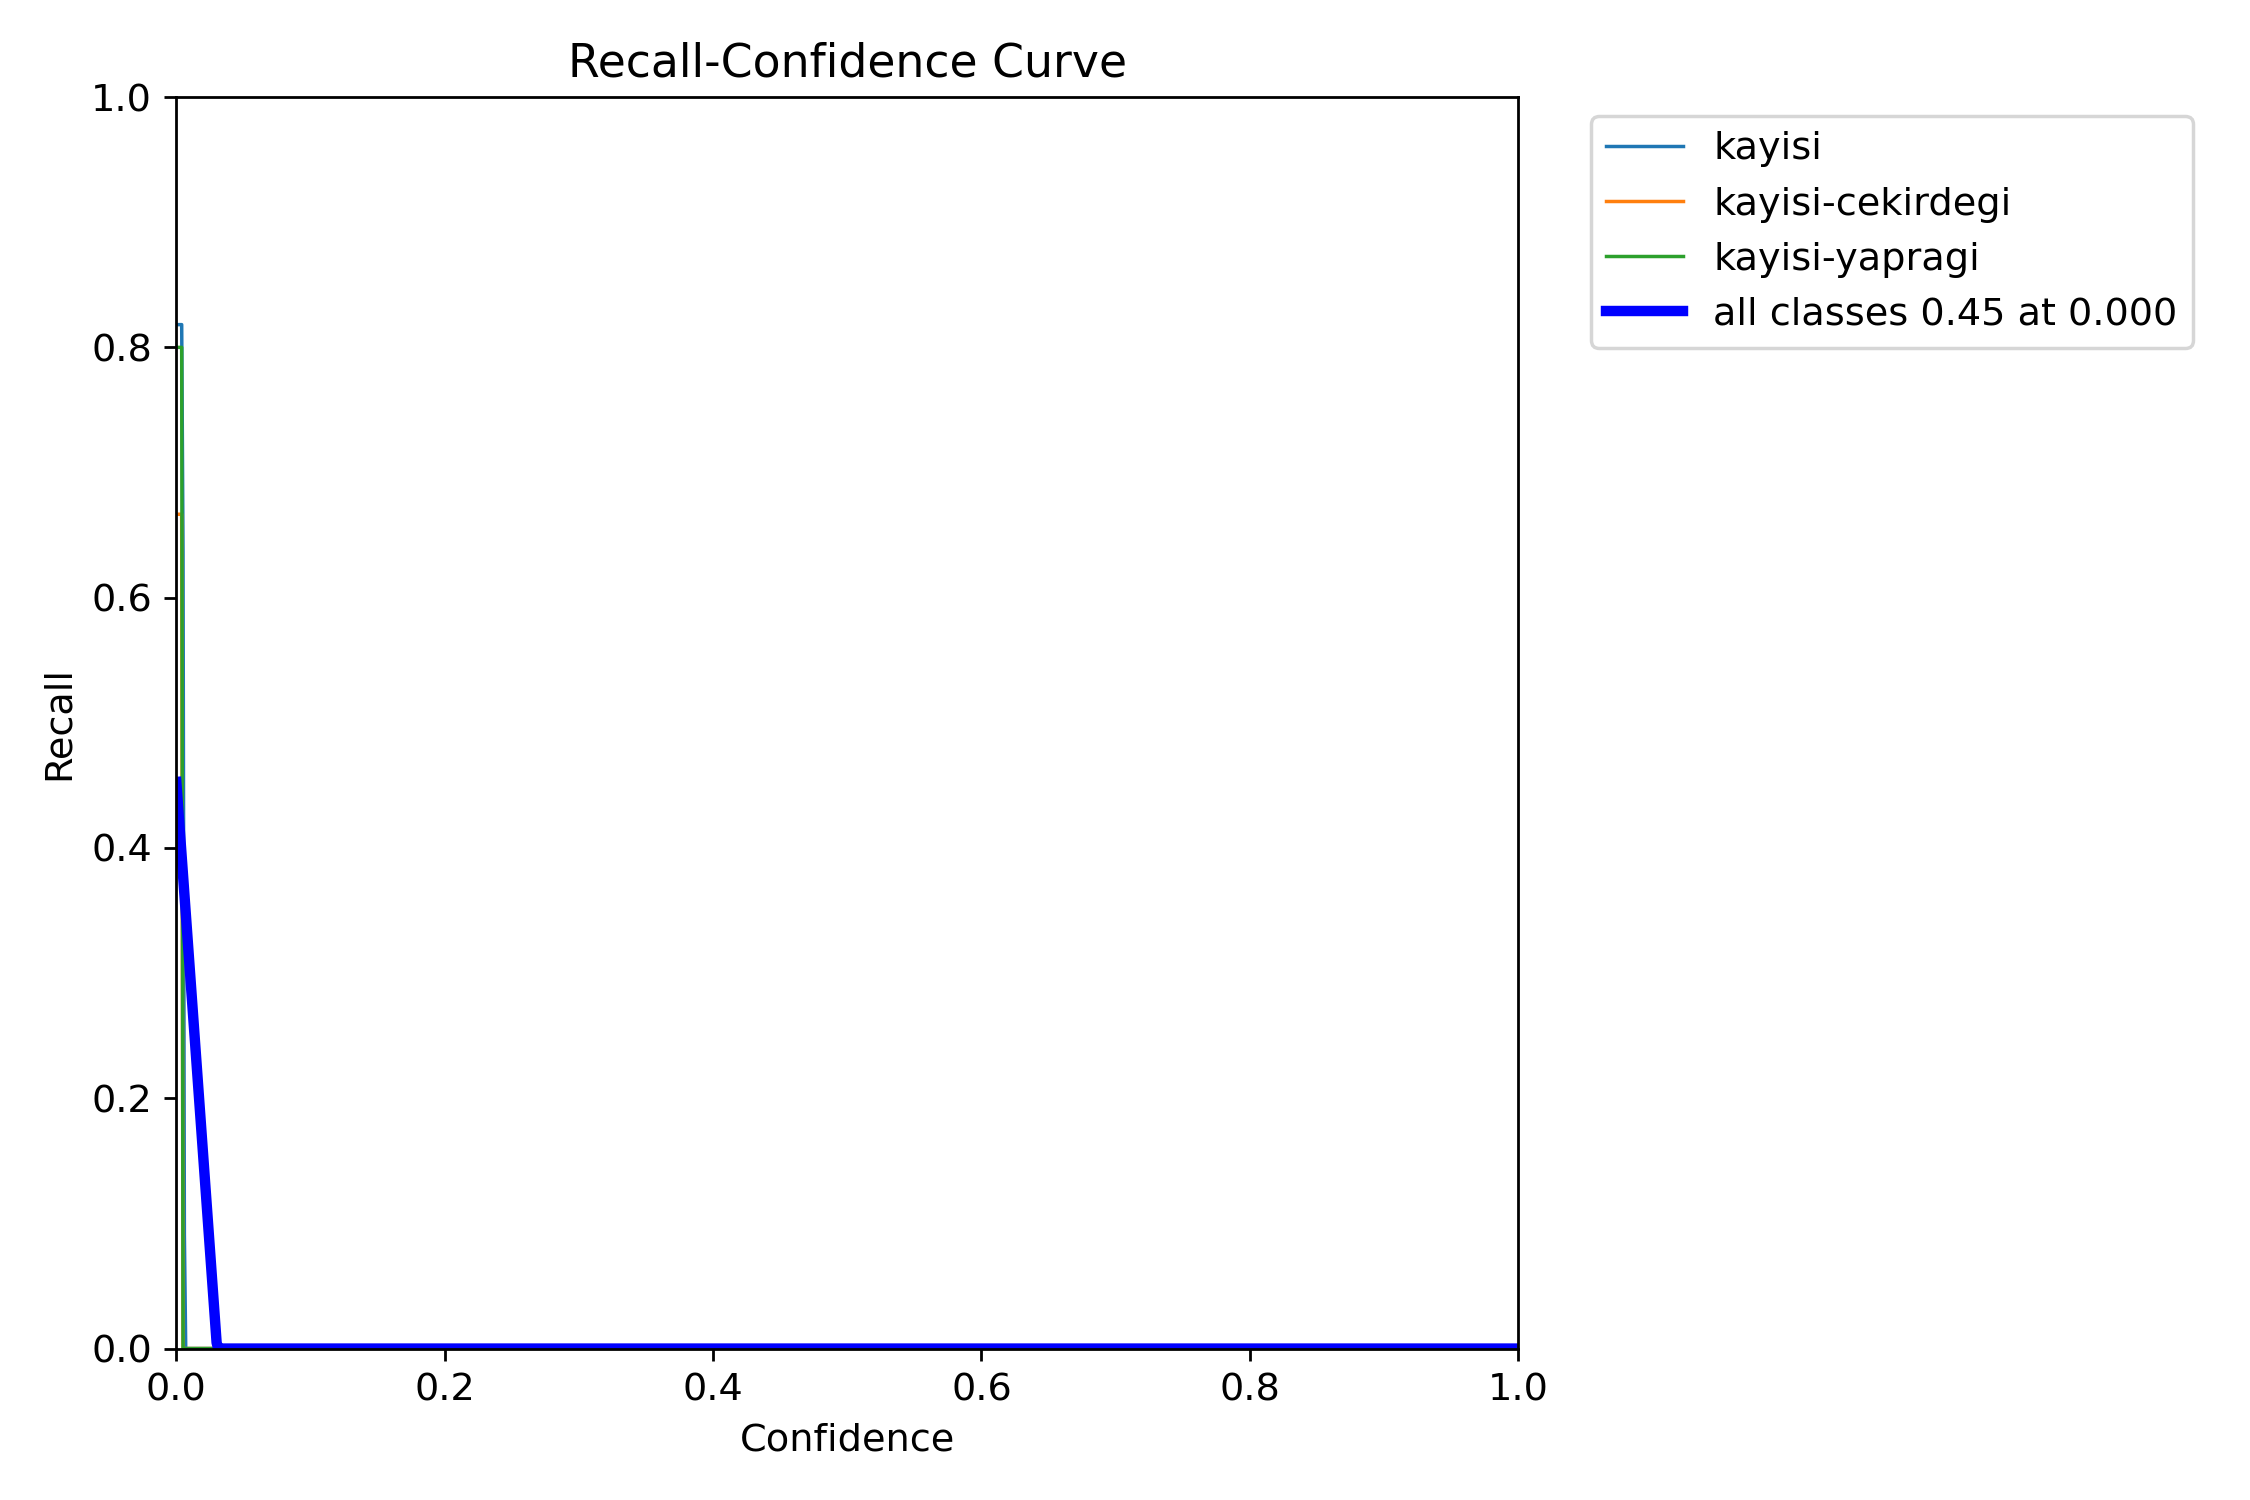 Recall-Confidence Curve
1.0
0.8
0.6
0.4
0.2
0.0
Recall
0.0 0.2 0.4 0.6 0.8 1.0
Confidence
kayisi
kayisi-cekirdegi
kayisi-yapragi
all classes 0.45 at 0.000